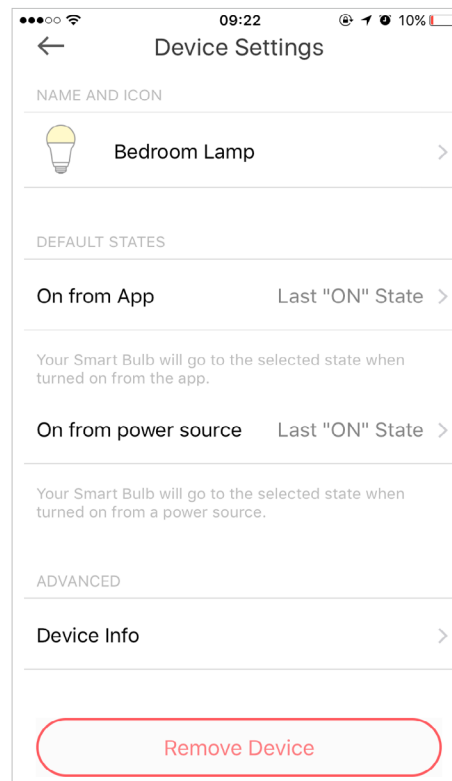 09:22 10%
Device Settings
NAME AND ICON
Bedroom Lamp
DEFAULT STATES
On from App Last "ON" State
Your Smart Bulb will go to the selected state when
turned on from the app.
On from power source Last "ON" State
Your Smart Bulb will go to the selected state when
turned on from a power source.
ADVANCED
Device Info
Remove Device